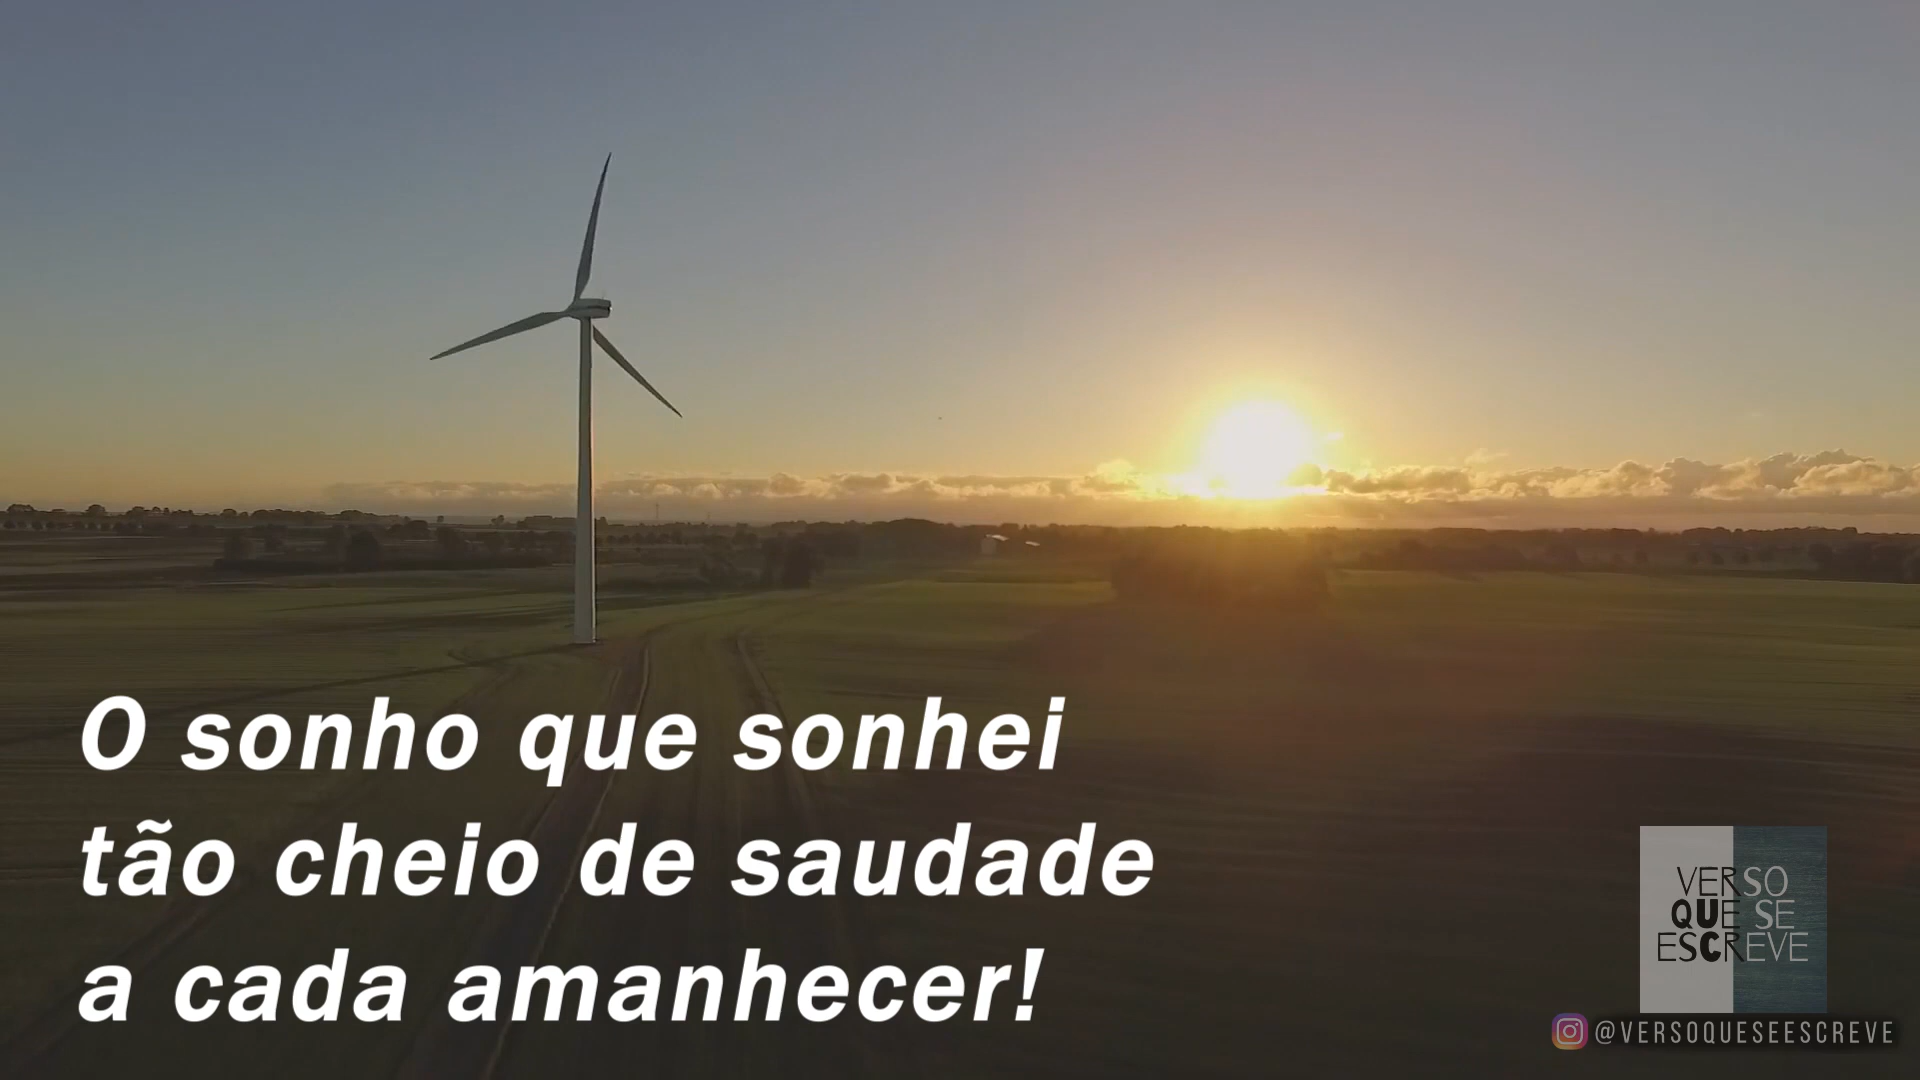 O sonho que sonhei
tão cheio de saudade
a cada amanhecer!
VERSO
QUE SE
ESCREVE
@VERSOQUESEESCREVE